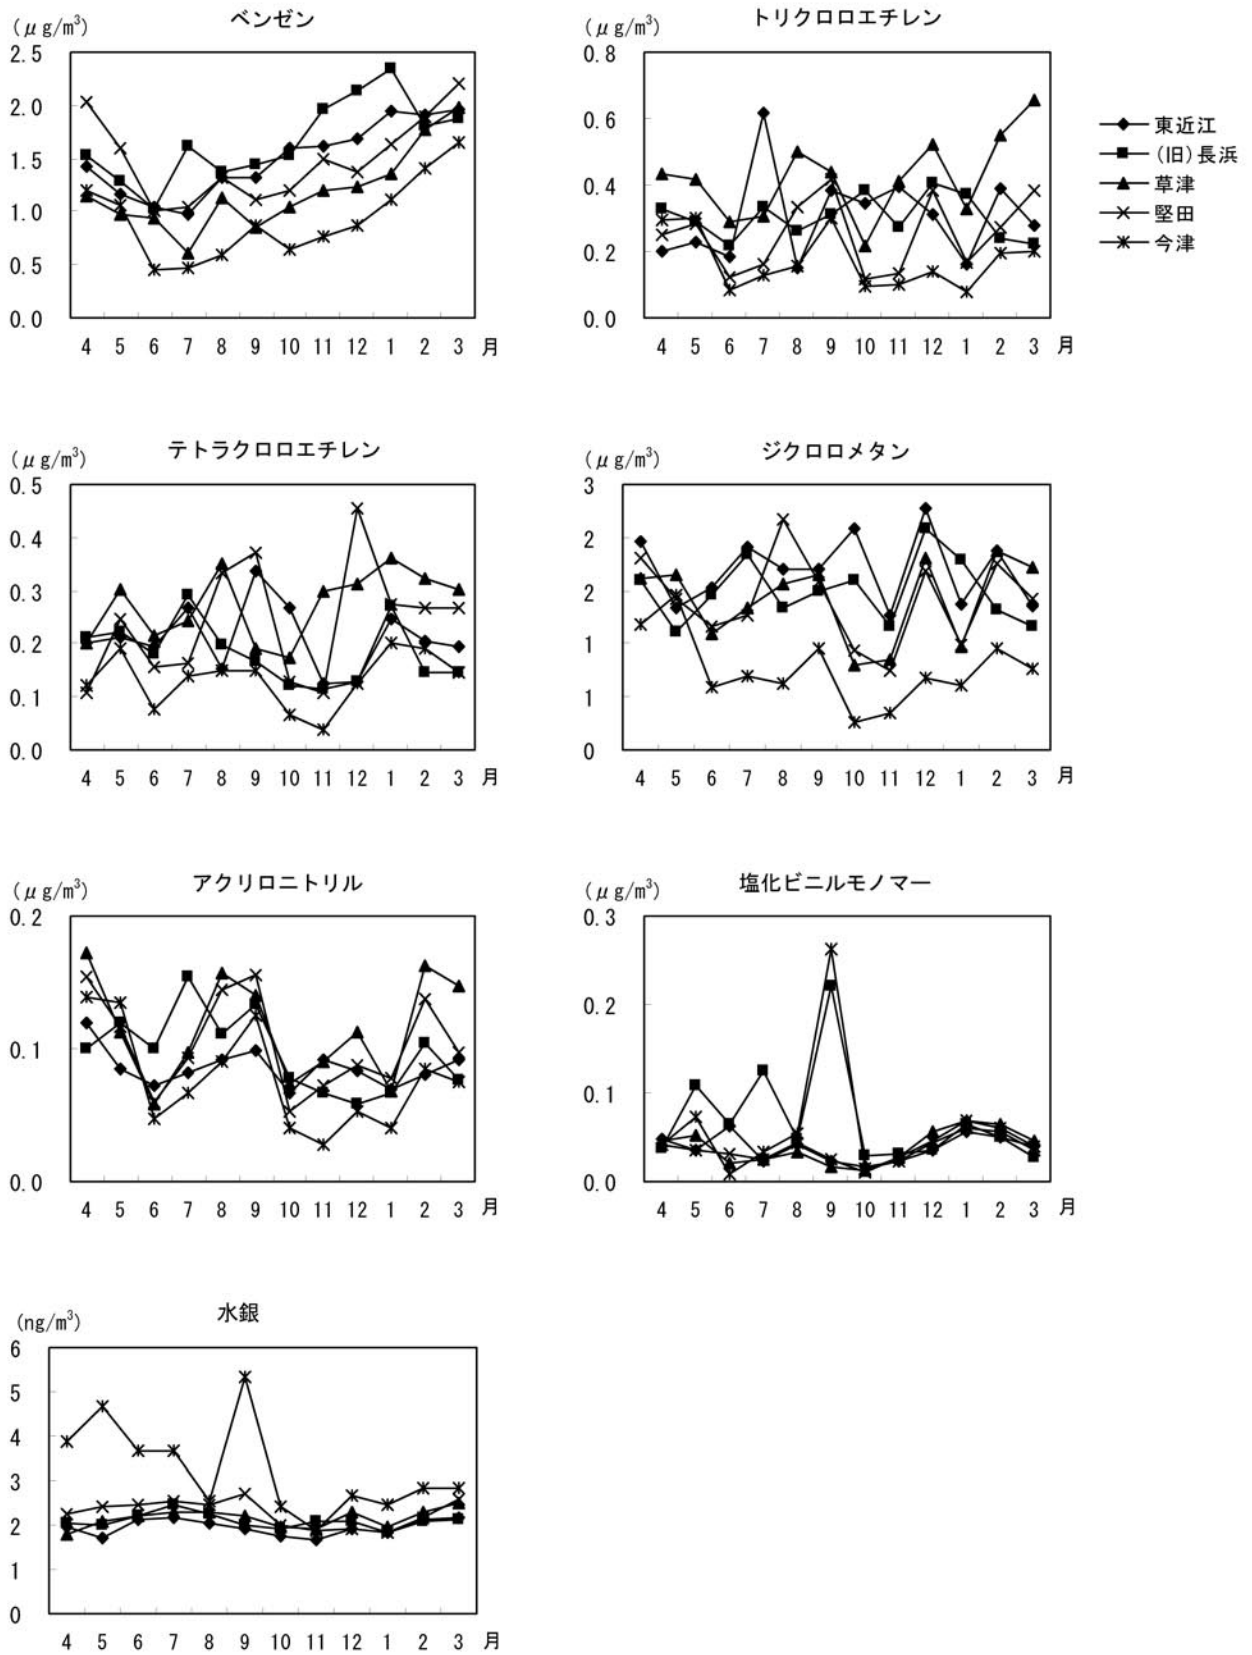 ベンゼン
(μg/m³)
2.5
2.0
1.5
1.0
0.5
0.0
4 5 6 7 8 9 10 11 12 1 2 3 月
トリクロロエチレン
(μg/m³)
0.8
0.6
0.4
0.2
0.0
4 5 6 7 8 9 10 11 12 1 2 3 月
東近江
(旧)長浜
草津
堅田
今津
テトラクロロエチレン
(μg/m³)
0.5
0.4
0.3
0.2
0.1
0.0
4 5 6 7 8 9 10 11 12 1 2 3 月
ジクロロメタン
(μg/m³)
3
2
2
1
1
0
4 5 6 7 8 9 10 11 12 1 2 3 月
アクリロニトリル
(μg/m³)
0.2
0.1
0.0
4 5 6 7 8 9 10 11 12 1 2 3 月
塩化ビニルモノマー
(μg/m³)
0.3
0.2
0.1
0.0
4 5 6 7 8 9 10 11 12 1 2 3 月
水銀
(ng/m³)
6
5
4
3
2
1
0
4 5 6 7 8 9 10 11 12 1 2 3 月